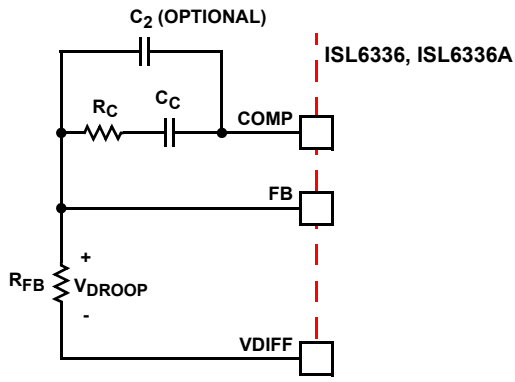 C2 (OPTIONAL)
ISL6336, ISL6336A
RC
CC
COMP
FB
+
RFB
VDROOP
-
VDIFF